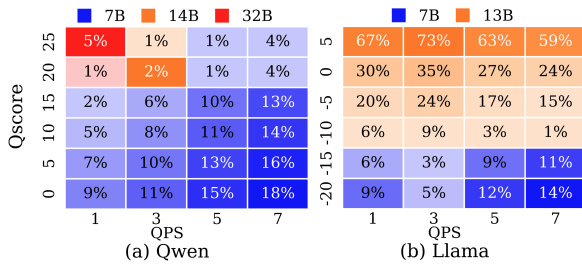 7B 14B 32B
7B 13B
Qscore
25 5% 1% 1% 4%
20 1% 2% 1% 4%
15 2% 6% 10% 13%
10 5% 8% 11% 14%
5 7% 10% 13% 16%
0 9% 11% 15% 18%
1 3 5 7
QPS
(a) Qwen
5 67% 73% 63% 59%
0 30% 35% 27% 24%
-5 20% 24% 17% 15%
-10 6% 9% 3% 1%
-15 6% 3% 9% 11%
-20 9% 5% 12% 14%
1 3 5 7
QPS
(b) Llama